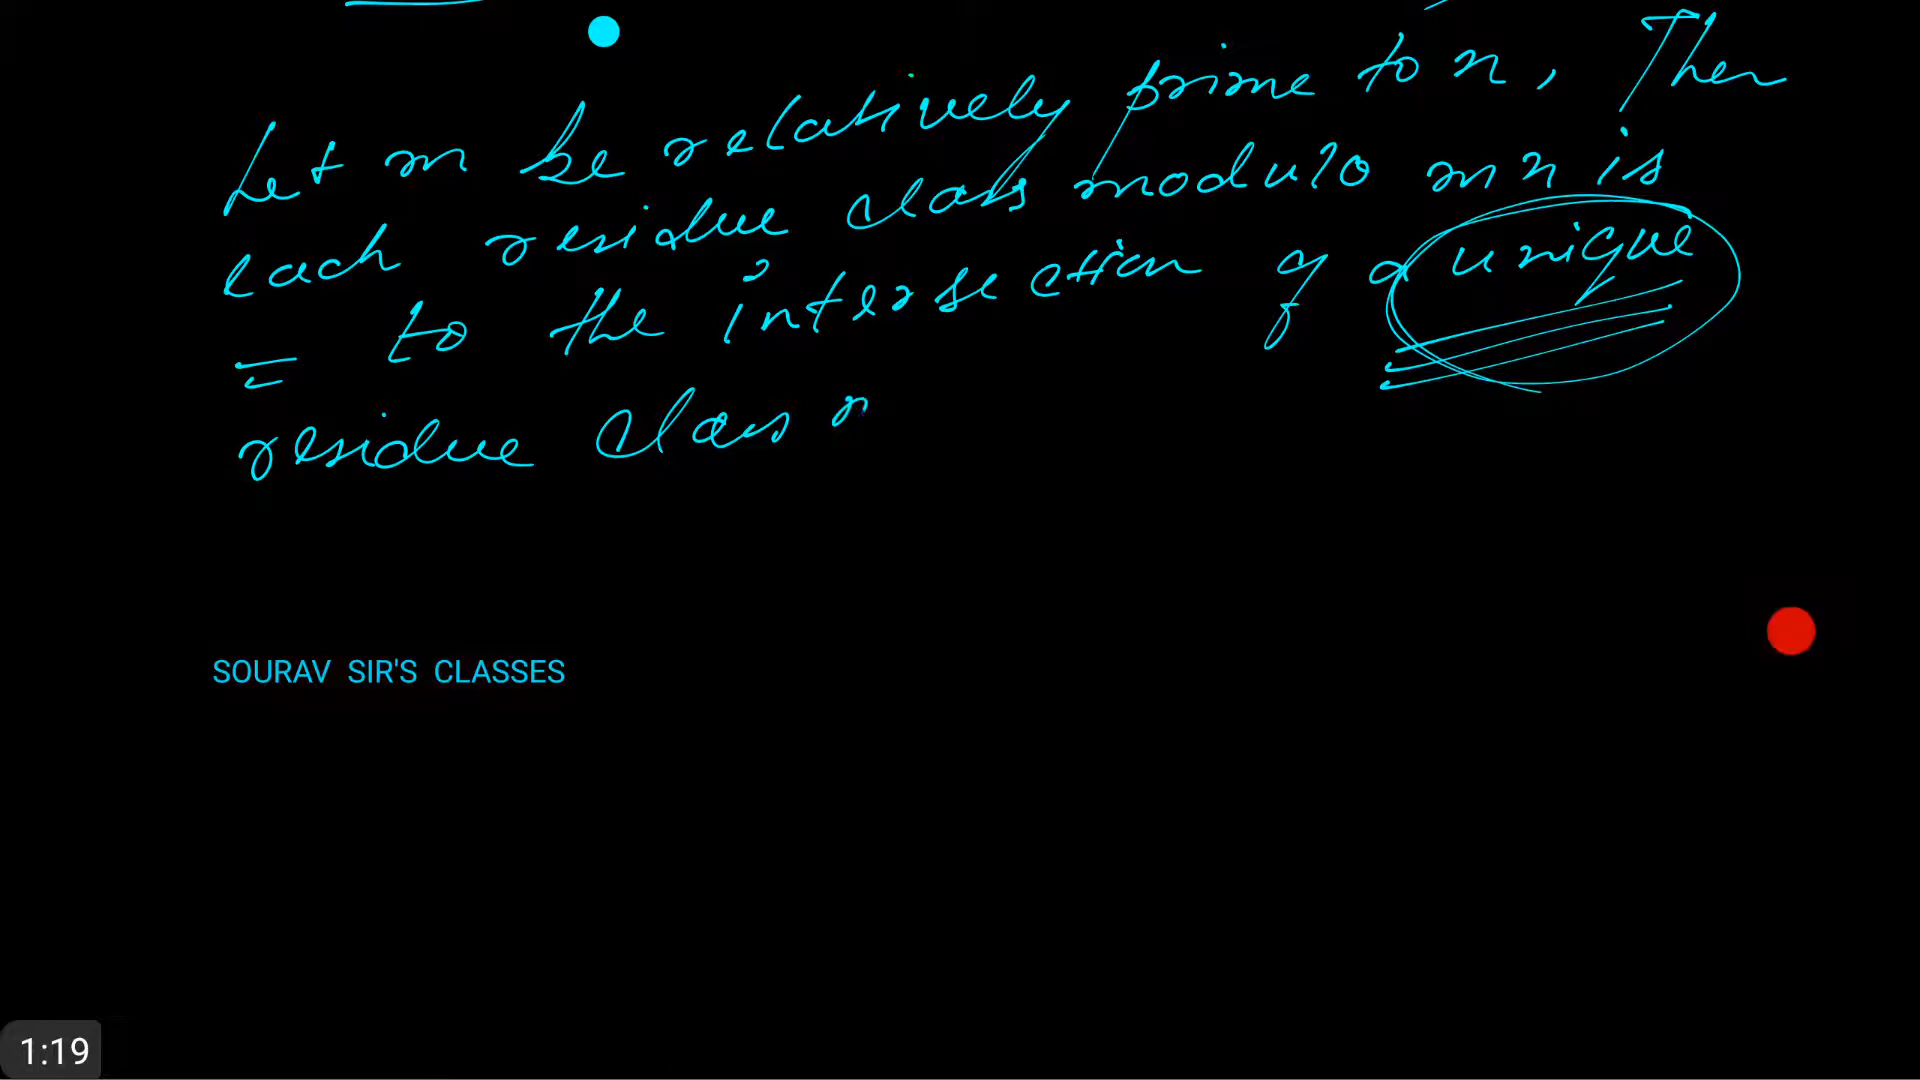 Let m be relatively prime to n, Then
each residue class modulo mn is
= to the intersection of a unique
residue class
SOURAV SIR'S CLASSES
1:19